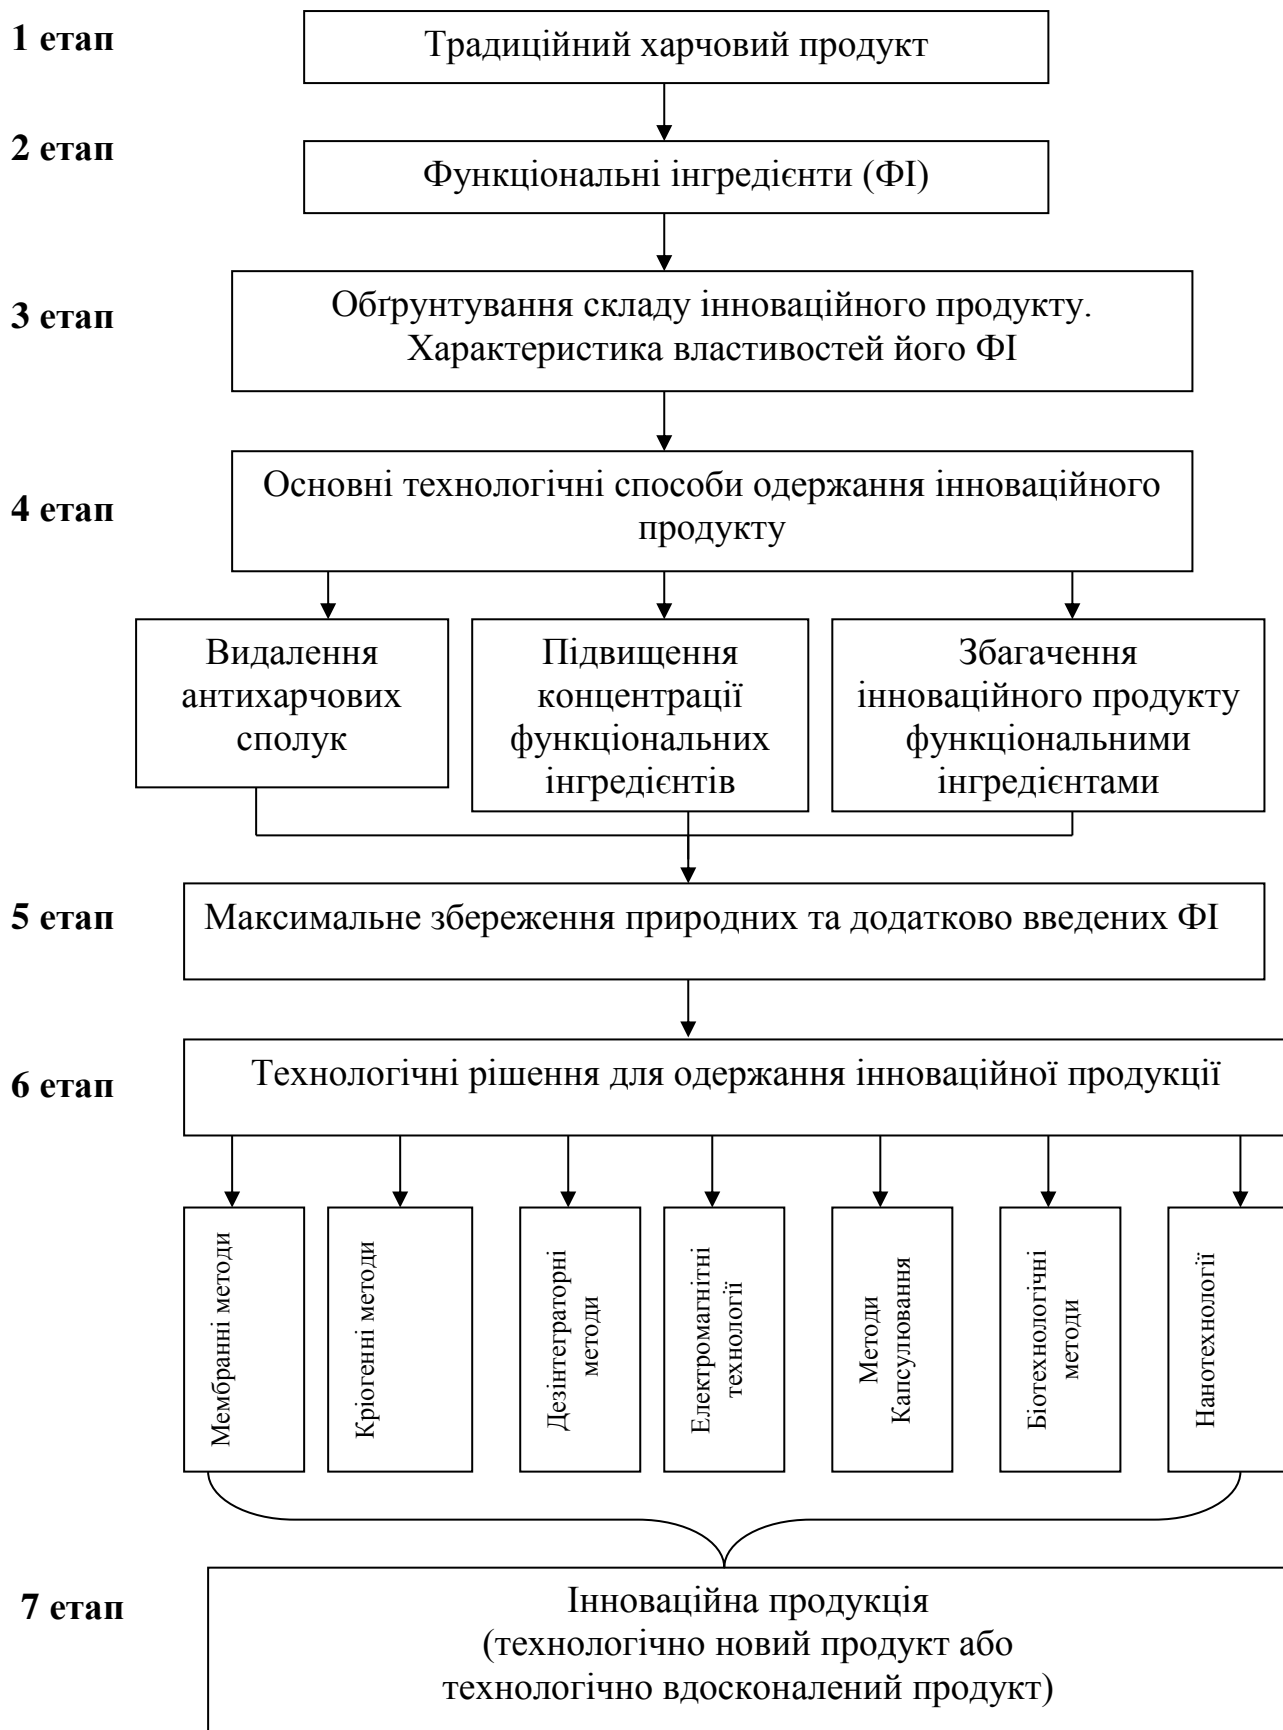 1 етап
Традиційний харчовий продукт
2 етап
Функціональні інгредієнти (ФІ)
3 етап
Обґрунтування складу інноваційного продукту.
Характеристика властивостей його ФІ
4 етап
Основні технологічні способи одержання інноваційного
продукту
Видалення
антихарчових
сполук
Підвищення
концентрації
функціональних
інгредієнтів
Збагачення
інноваційного продукту
функціональними
інгредієнтами
5 етап
Максимальне збереження природних та додатково введених ФІ
6 етап
Технологічні рішення для одержання інноваційної продукції
Мембранні методи
Кріогенні методи
Дезінтеграторні
методи
Електромагнітні
технології
Методи
Капсулювання
Біотехнологічні
методи
Нанотехнології
7 етап
Інноваційна продукція
(технологічно новий продукт або
технологічно вдосконалений продукт)